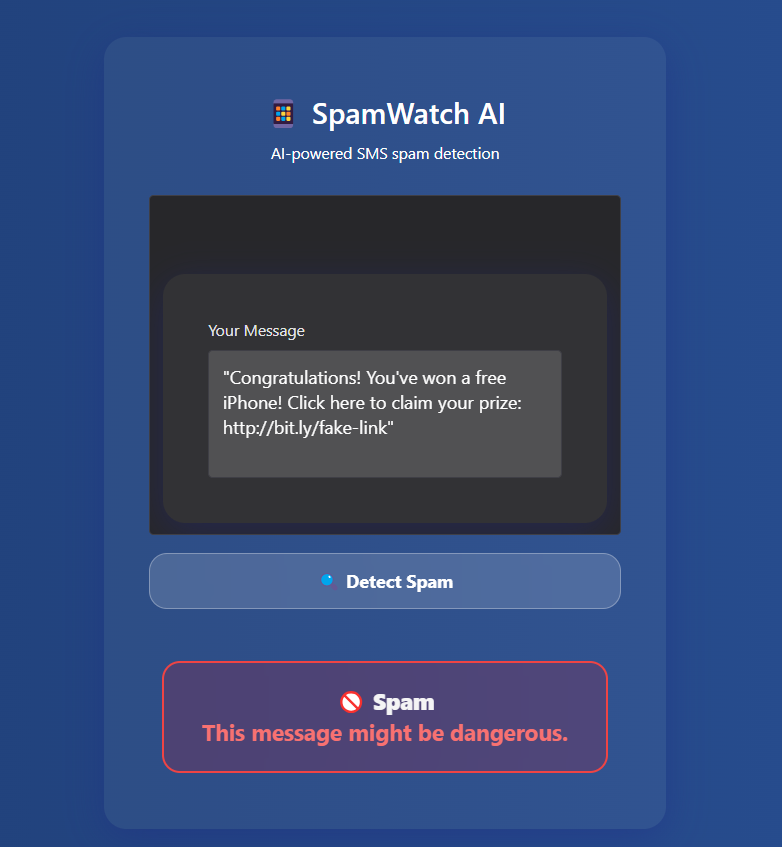 SpamWatch AI
AI-powered SMS spam detection
Your Message
"Congratulations! You've won a free
iPhone! Click here to claim your prize:
http://bit.ly/fake-link"
Detect Spam
Spam
This message might be dangerous.